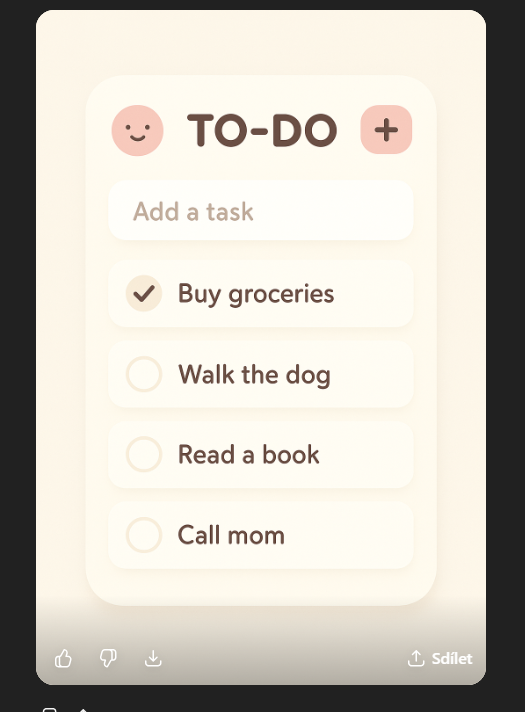 TO-DO
Add a task
Buy groceries
Walk the dog
Read a book
Call mom
Sdílet